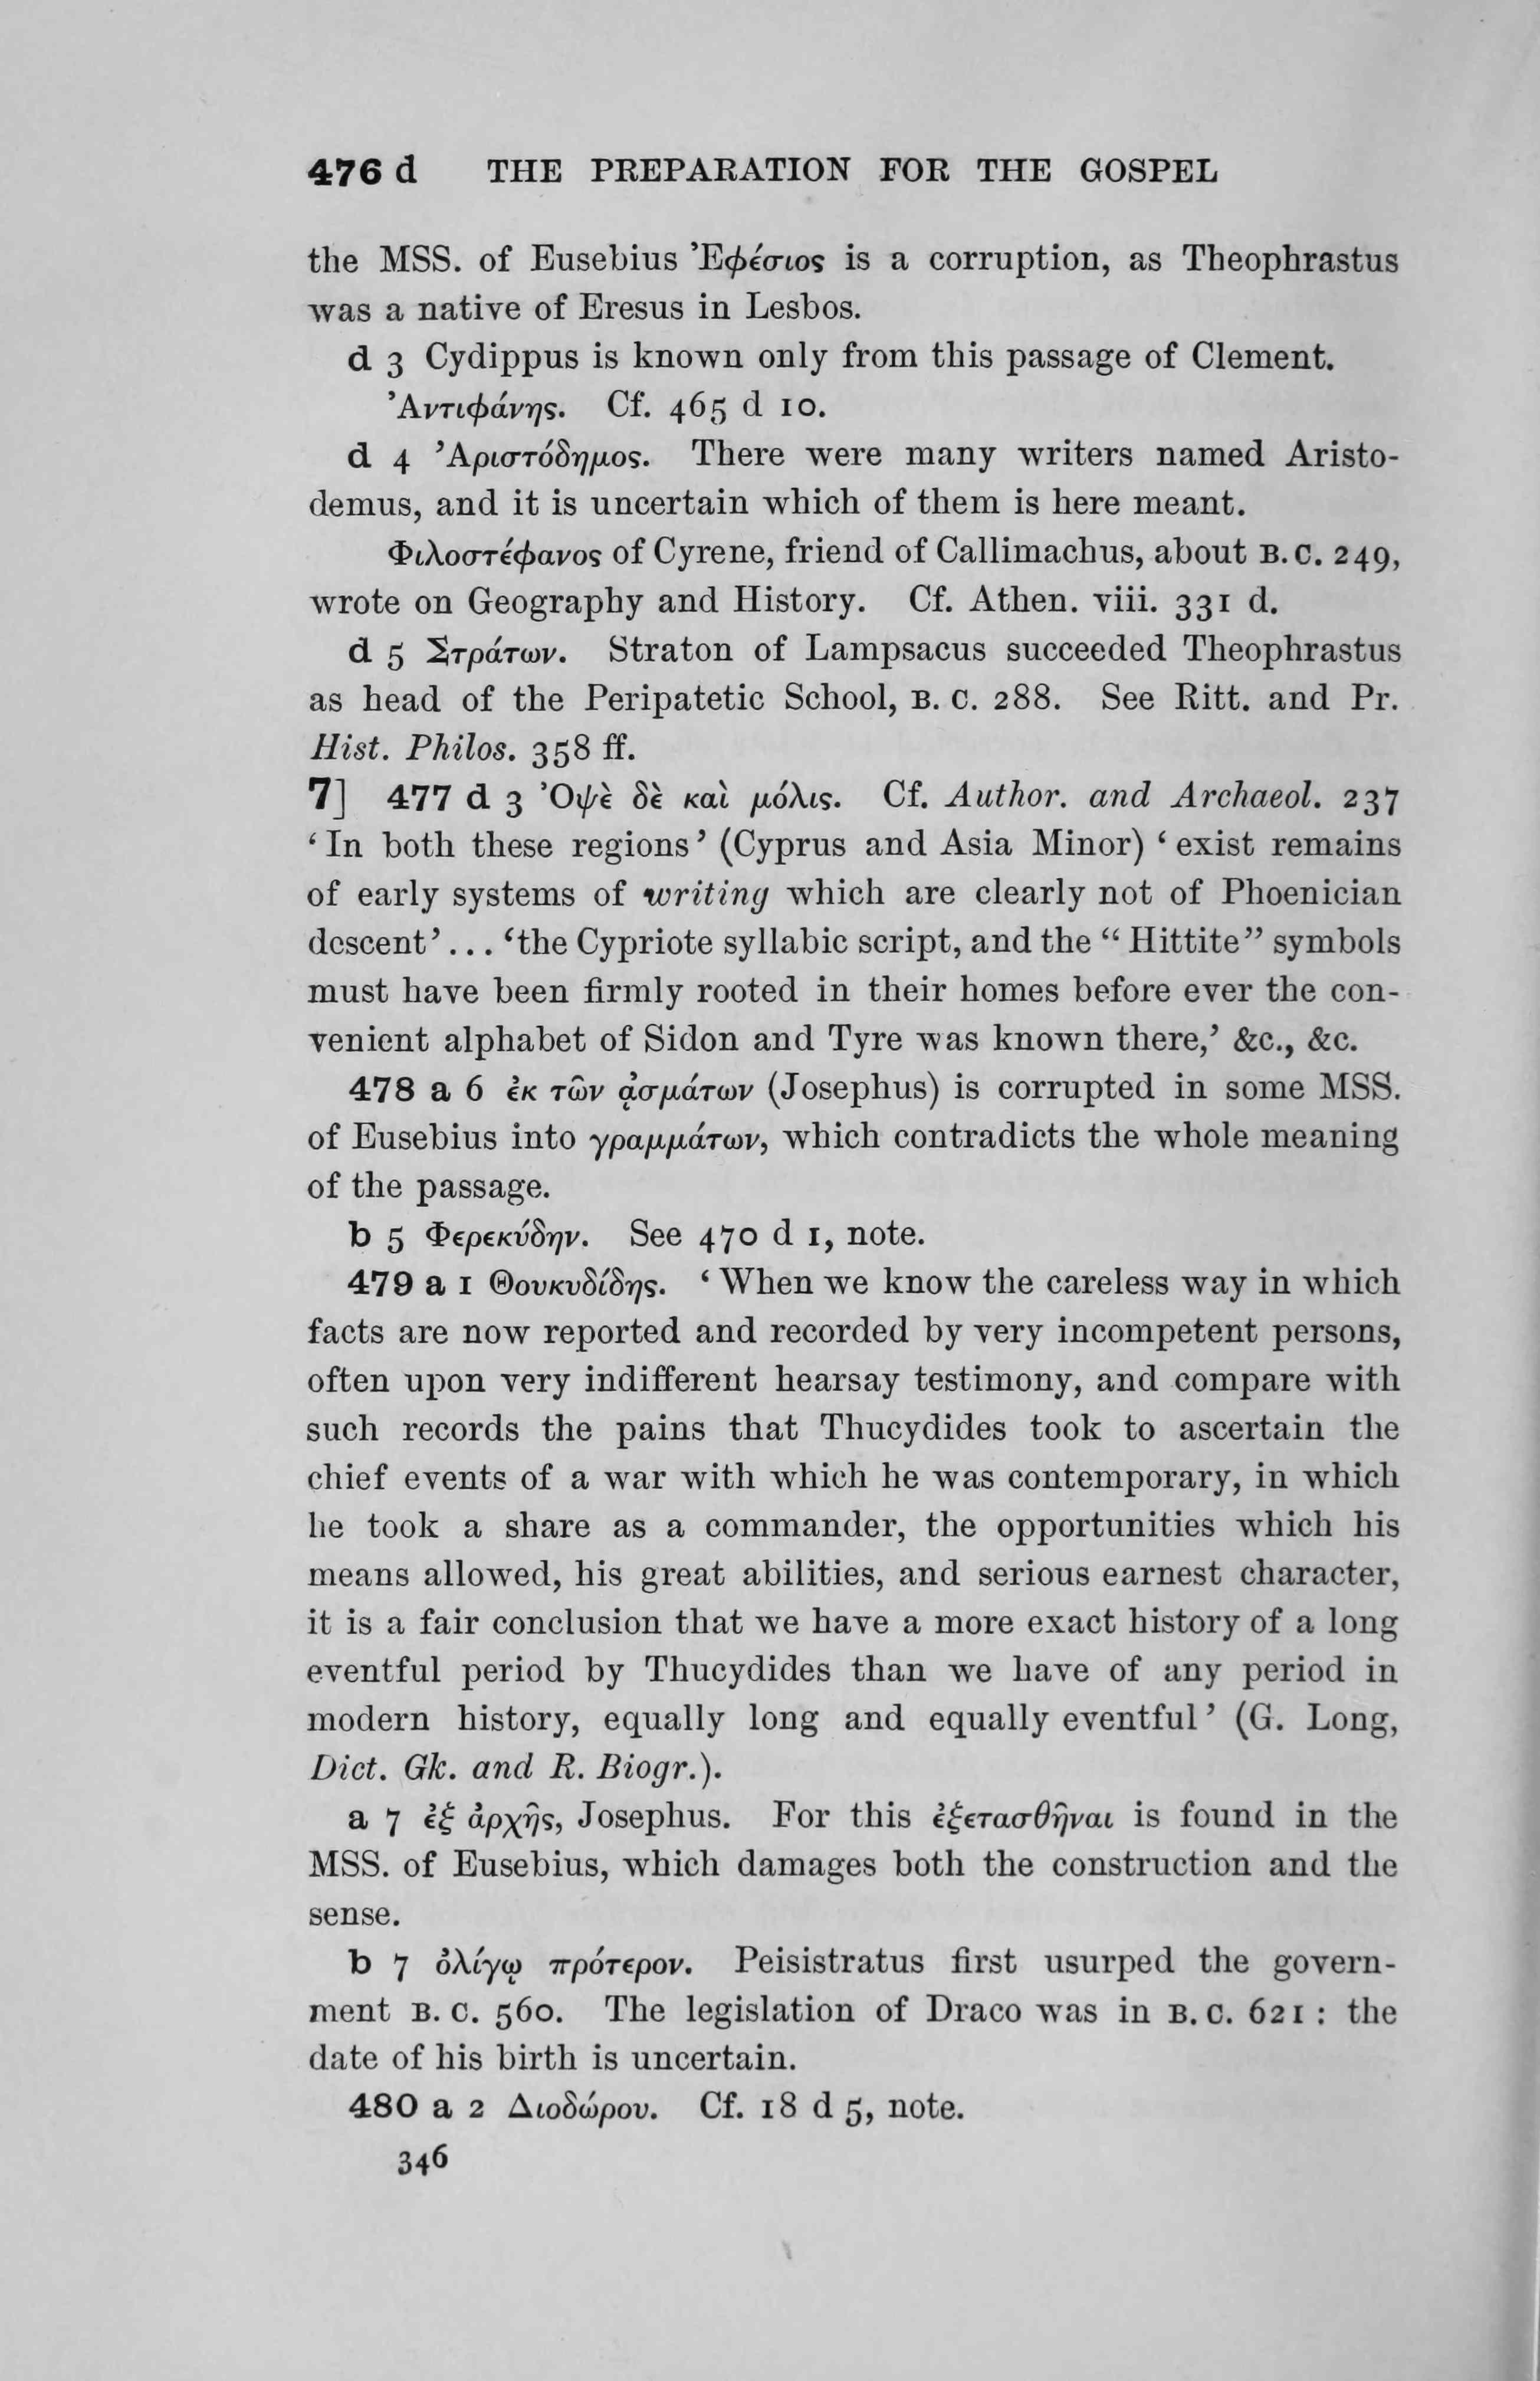 476 d THE PREPARATION FOR THE GOSPEL
the MSS. of Eusebius Ἐφέσιος is a corruption, as Theophrastus
was a native of Eresus in Lesbos.
d 3 Cydippus is known only from this passage of Clement.
Ἀντιφάνης. Cf. 465 d 10.
d 4 Ἀριστόδημος. There were many writers named Aristo-
demus, and it is uncertain which of them is here meant.
Φιλοστέφανος of Cyrene, friend of Callimachus, about B.C. 249,
wrote on Geography and History. Cf. Athen. viii. 331 d.
d 5 Στράτων. Straton of Lampsacus succeeded Theophrastus
as head of the Peripatetic School, B. C. 288. See Ritt. and Pr.
Hist. Philos. 358 ff.
7] 477 d 3 Ὀψὲ δὲ καὶ μόλις. Cf. Author. and Archaeol. 237
‘In both these regions’ (Cyprus and Asia Minor) ‘exist remains
of early systems of writing which are clearly not of Phoenician
descent’... ‘the Cypriote syllabic script, and the “Hittite” symbols
must have been firmly rooted in their homes before ever the con-
venient alphabet of Sidon and Tyre was known there,’ &c., &c.
478 a 6 ἐκ τῶν ᾀσμάτων (Josephus) is corrupted in some MSS.
of Eusebius into γραμμάτων, which contradicts the whole meaning
of the passage.
b 5 Φερεκύδην. See 470 d 1, note.
479 a 1 Θουκυδίδης. ‘When we know the careless way in which
facts are now reported and recorded by very incompetent persons,
often upon very indifferent hearsay testimony, and compare with
such records the pains that Thucydides took to ascertain the
chief events of a war with which he was contemporary, in which
he took a share as a commander, the opportunities which his
means allowed, his great abilities, and serious earnest character,
it is a fair conclusion that we have a more exact history of a long
eventful period by Thucydides than we have of any period in
modern history, equally long and equally eventful’ (G. Long,
Dict. Gk. and R. Biogr.).
a 7 ἐξ ἀρχῆς, Josephus. For this ἐξετασθῆναι is found in the
MSS. of Eusebius, which damages both the construction and the
sense.
b 7 ὀλίγῳ πρότερον. Peisistratus first usurped the govern-
ment B. C. 560. The legislation of Draco was in B. C. 621 : the
date of his birth is uncertain.
480 a 2 Διοδώρου. Cf. 18 d 5, note.
346